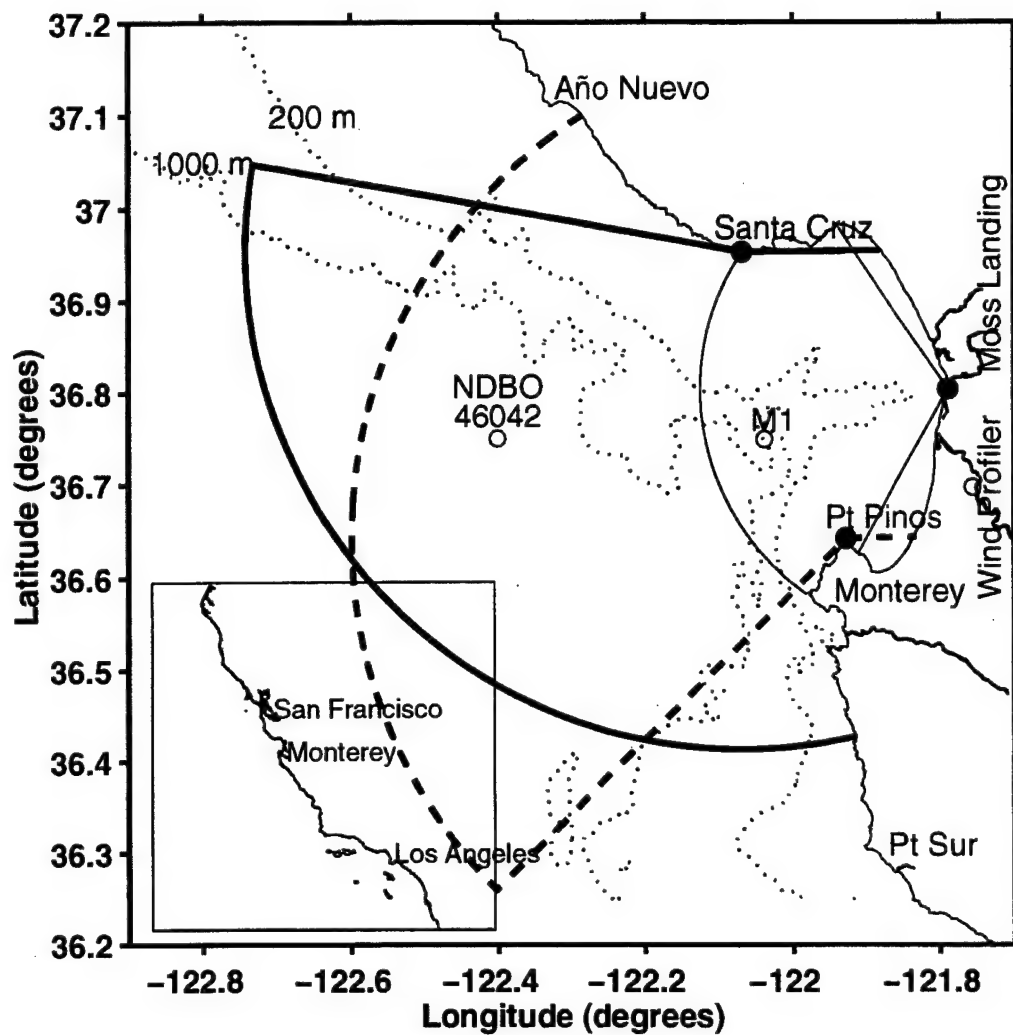 37.2
37.1
37
36.9
36.8
36.7
36.6
36.5
36.4
36.3
36.2
Latitude (degrees)
Año Nuevo
200 m
1000 m
Santa Cruz
Moss Landing
NDBO
46042
M1
Pt Pinos
Wind Profiler
Monterey
San Francisco
Monterey
Los Angeles
Pt Sur
−122.8
−122.6
−122.4
−122.2
−122
−121.8
Longitude (degrees)